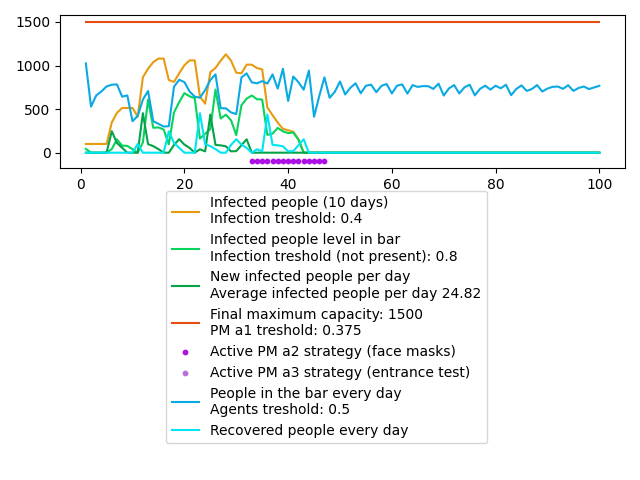 1500
1000
500
0
0 20 40 60 80 100
Infected people (10 days)
Infection treshold: 0.4
Infected people level in bar
Infection treshold (not present): 0.8
New infected people per day
Average infected people per day 24.82
Final maximum capacity: 1500
PM a1 treshold: 0.375
Active PM a2 strategy (face masks)
Active PM a3 strategy (entrance test)
People in the bar every day
Agents treshold: 0.5
Recovered people every day